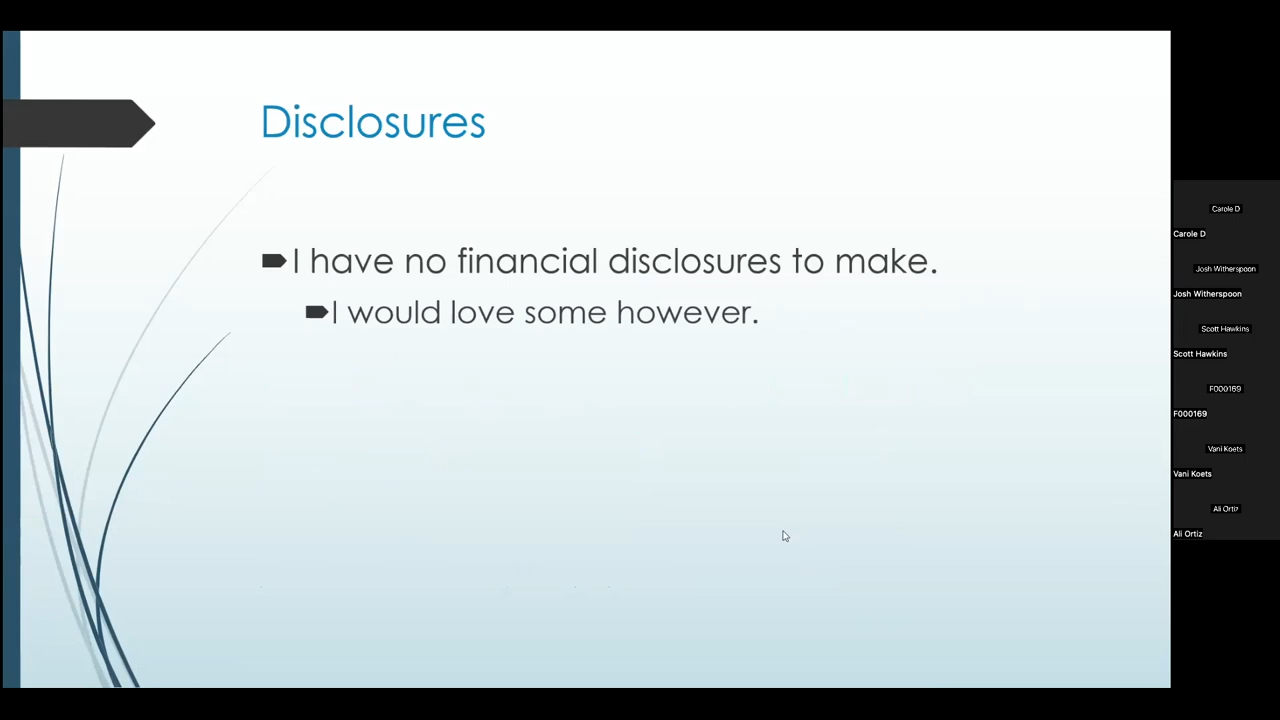 Disclosures
I have no financial disclosures to make.
I would love some however.
Carole D
Carole D
Josh Witherspoon
Josh Witherspoon
Scott Hawkins
Scott Hawkins
F000169
F000169
Vani Koets
Vani Koets
Ali Ortiz
Ali Ortiz